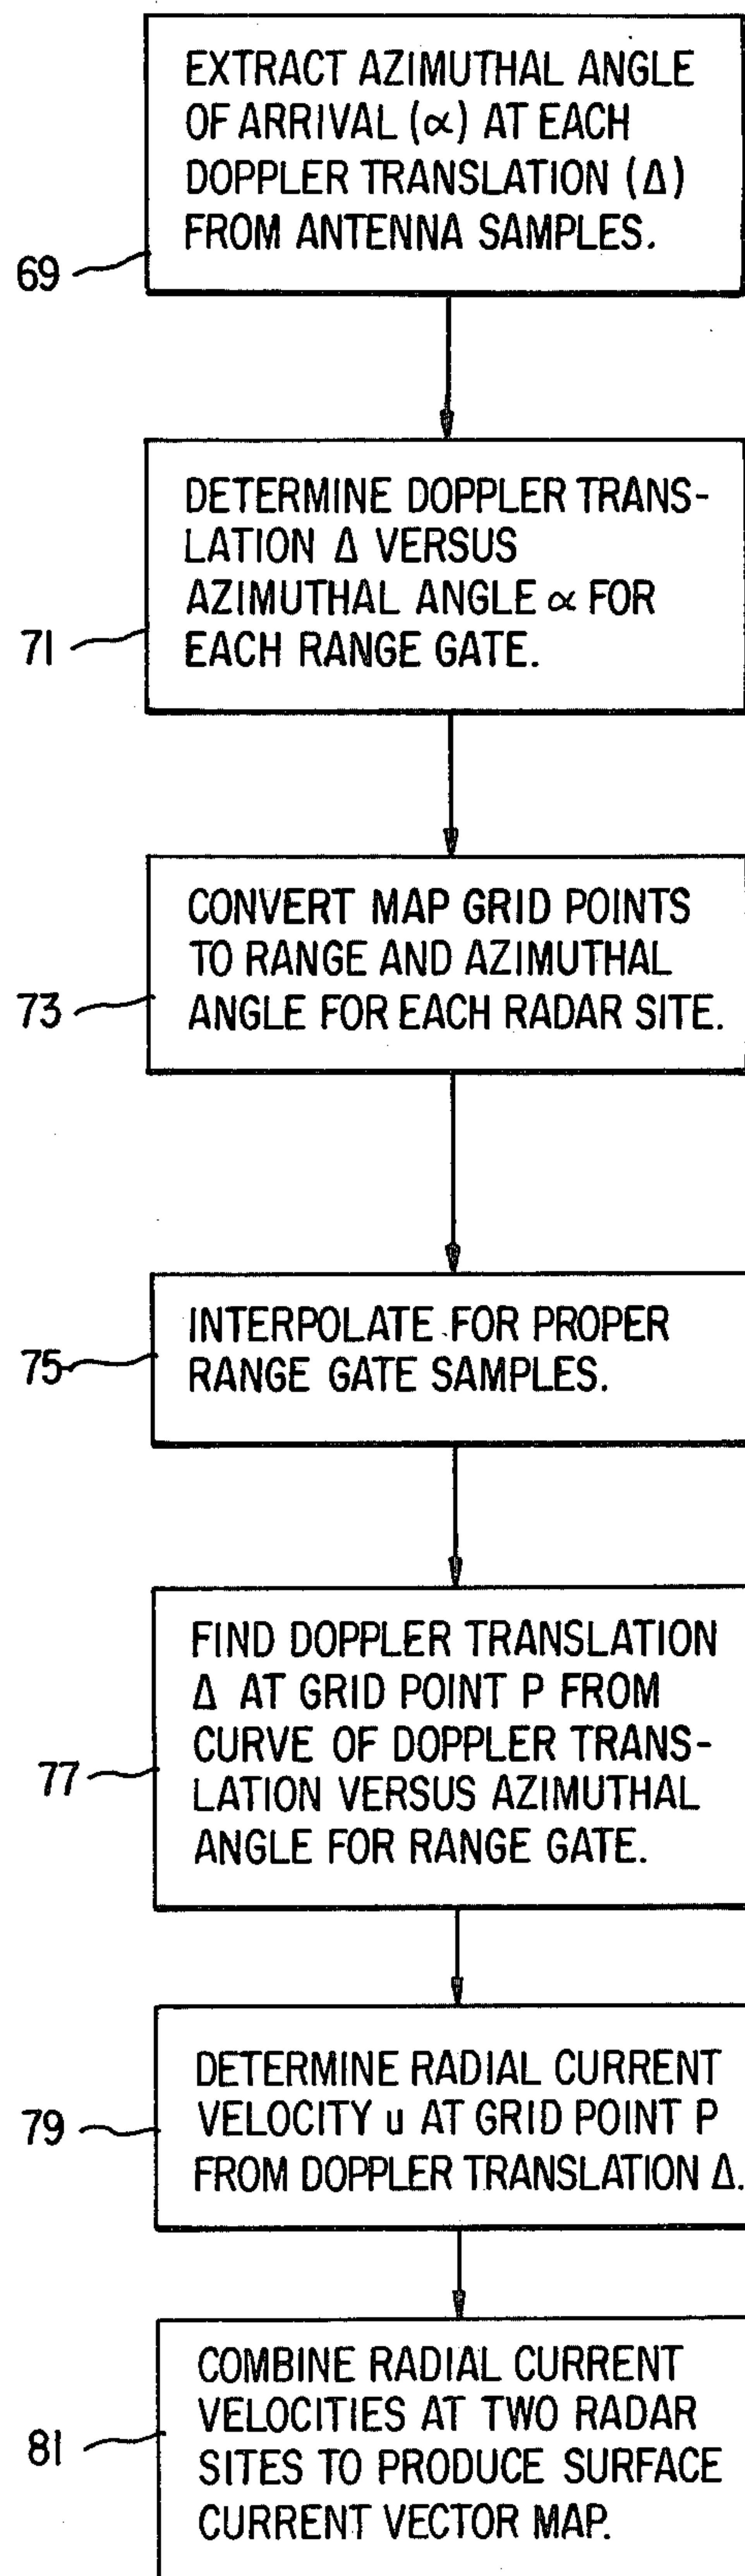 EXTRACT AZIMUTHAL ANGLE
OF ARRIVAL (∝) AT EACH
DOPPLER TRANSLATION (Δ)
FROM ANTENNA SAMPLES.
69
DETERMINE DOPPLER TRANS-
LATION Δ VERSUS
AZIMUTHAL ANGLE ∝ FOR
EACH RANGE GATE.
71
CONVERT MAP GRID POINTS
TO RANGE AND AZIMUTHAL
ANGLE FOR EACH RADAR SITE.
73
INTERPOLATE FOR PROPER
RANGE GATE SAMPLES.
75
FIND DOPPLER TRANSLATION
Δ AT GRID POINT P FROM
CURVE OF DOPPLER TRANS-
LATION VERSUS AZIMUTHAL
ANGLE FOR RANGE GATE.
77
DETERMINE RADIAL CURRENT
VELOCITY u AT GRID POINT P
FROM DOPPLER TRANSLATION Δ.
79
COMBINE RADIAL CURRENT
VELOCITIES AT TWO RADAR
SITES TO PRODUCE SURFACE
CURRENT VECTOR MAP.
81